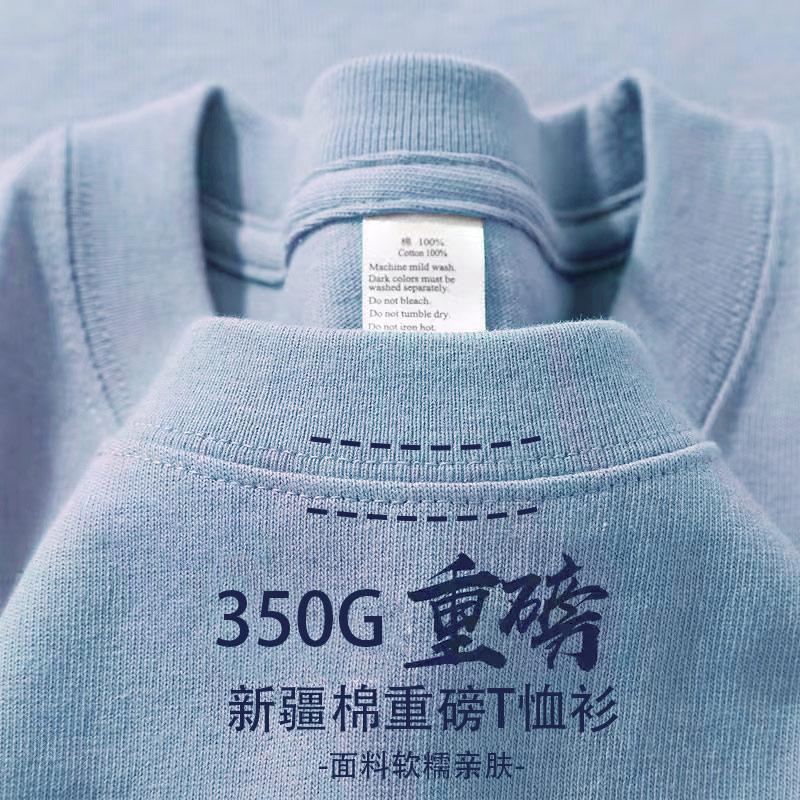 棉 100%
Cotton 100%
Machine mild wash.
Dark colors must be
washed separately.
Do not bleach.
Do not tumble dry.
Do not iron hot.
350G 重磅
新疆棉重磅T恤衫
-面料软糯亲肤-